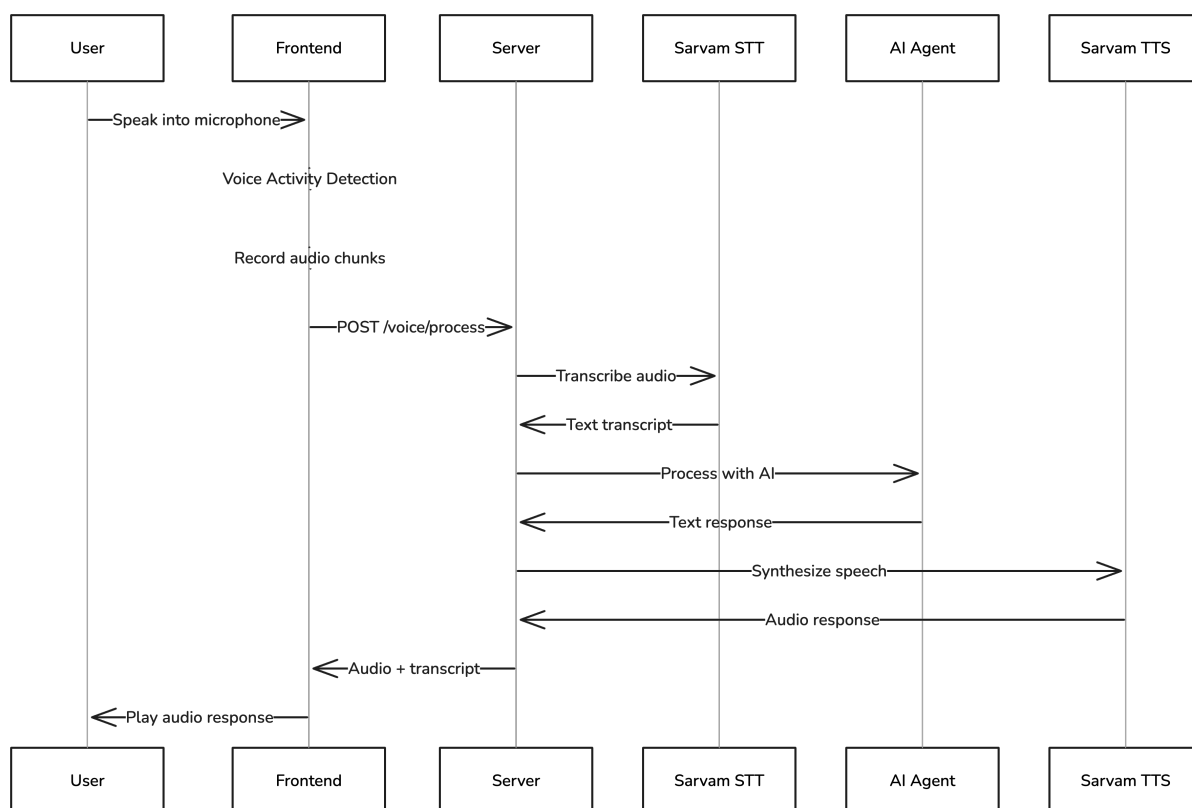 User
Frontend
Server
Sarvam STT
AI Agent
Sarvam TTS
Speak into microphone
Voice Activity Detection
Record audio chunks
POST /voice/process
Transcribe audio
Text transcript
Process with AI
Text response
Synthesize speech
Audio response
Audio + transcript
Play audio response
User
Frontend
Server
Sarvam STT
AI Agent
Sarvam TTS